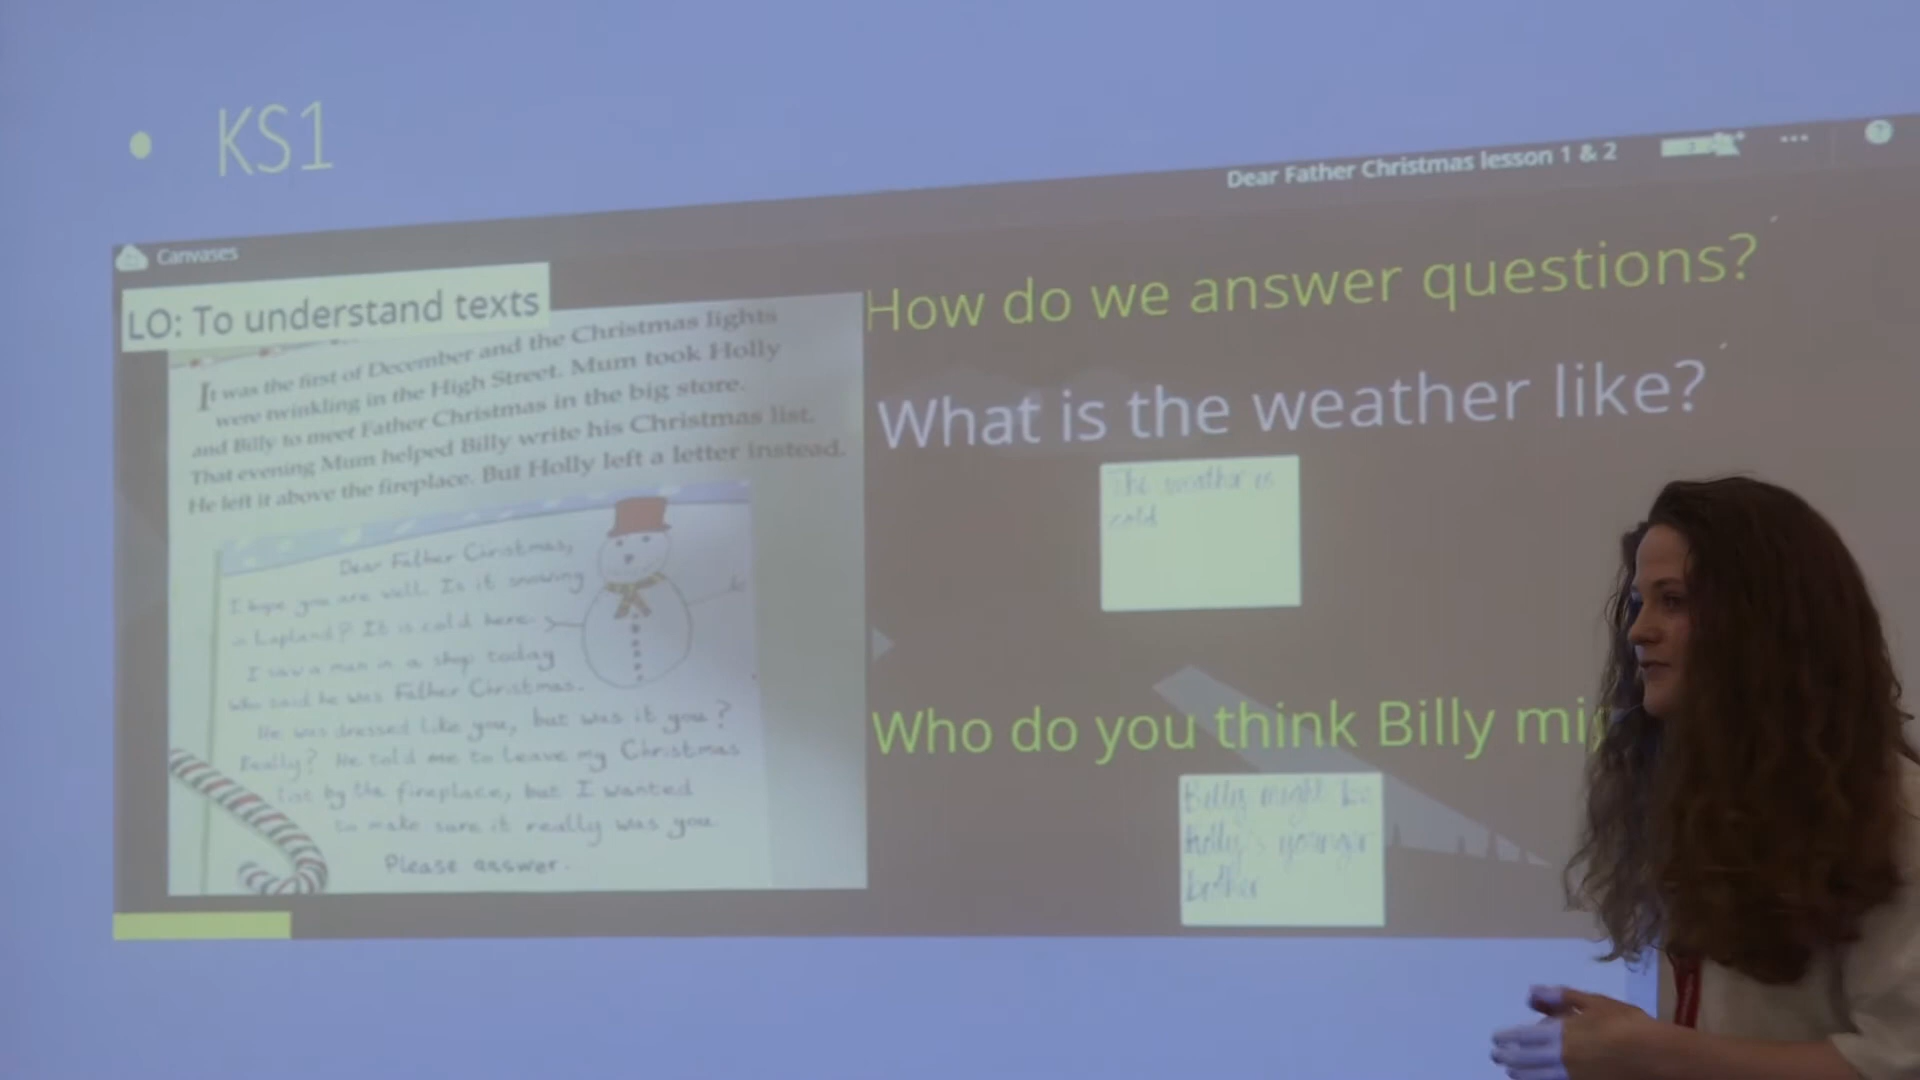 • KS1
Dear Father Christmas lesson 1 & 2
Canvases
LO: To understand texts
It was the first of December and the Christmas lights
were twinkling in the High Street. Mum took Holly
and Billy to meet Father Christmas in the big store.
That evening Mum helped Billy write his Christmas list.
He left it above the fireplace. But Holly left a letter instead.
Dear Father Christmas,
I hope you are well. Is it snowing
in Lapland? It is cold here.
I saw a man in a shop today
who said he was Father Christmas.
He was dressed like you, but was it you?
Really? He told me to leave my Christmas
list by the fireplace, but I wanted
to make sure it really was you.
Please answer.
How do we answer questions?
What is the weather like?
The weather is
cold
Who do you think Billy mi
Billy might be
Holly's younger
brother